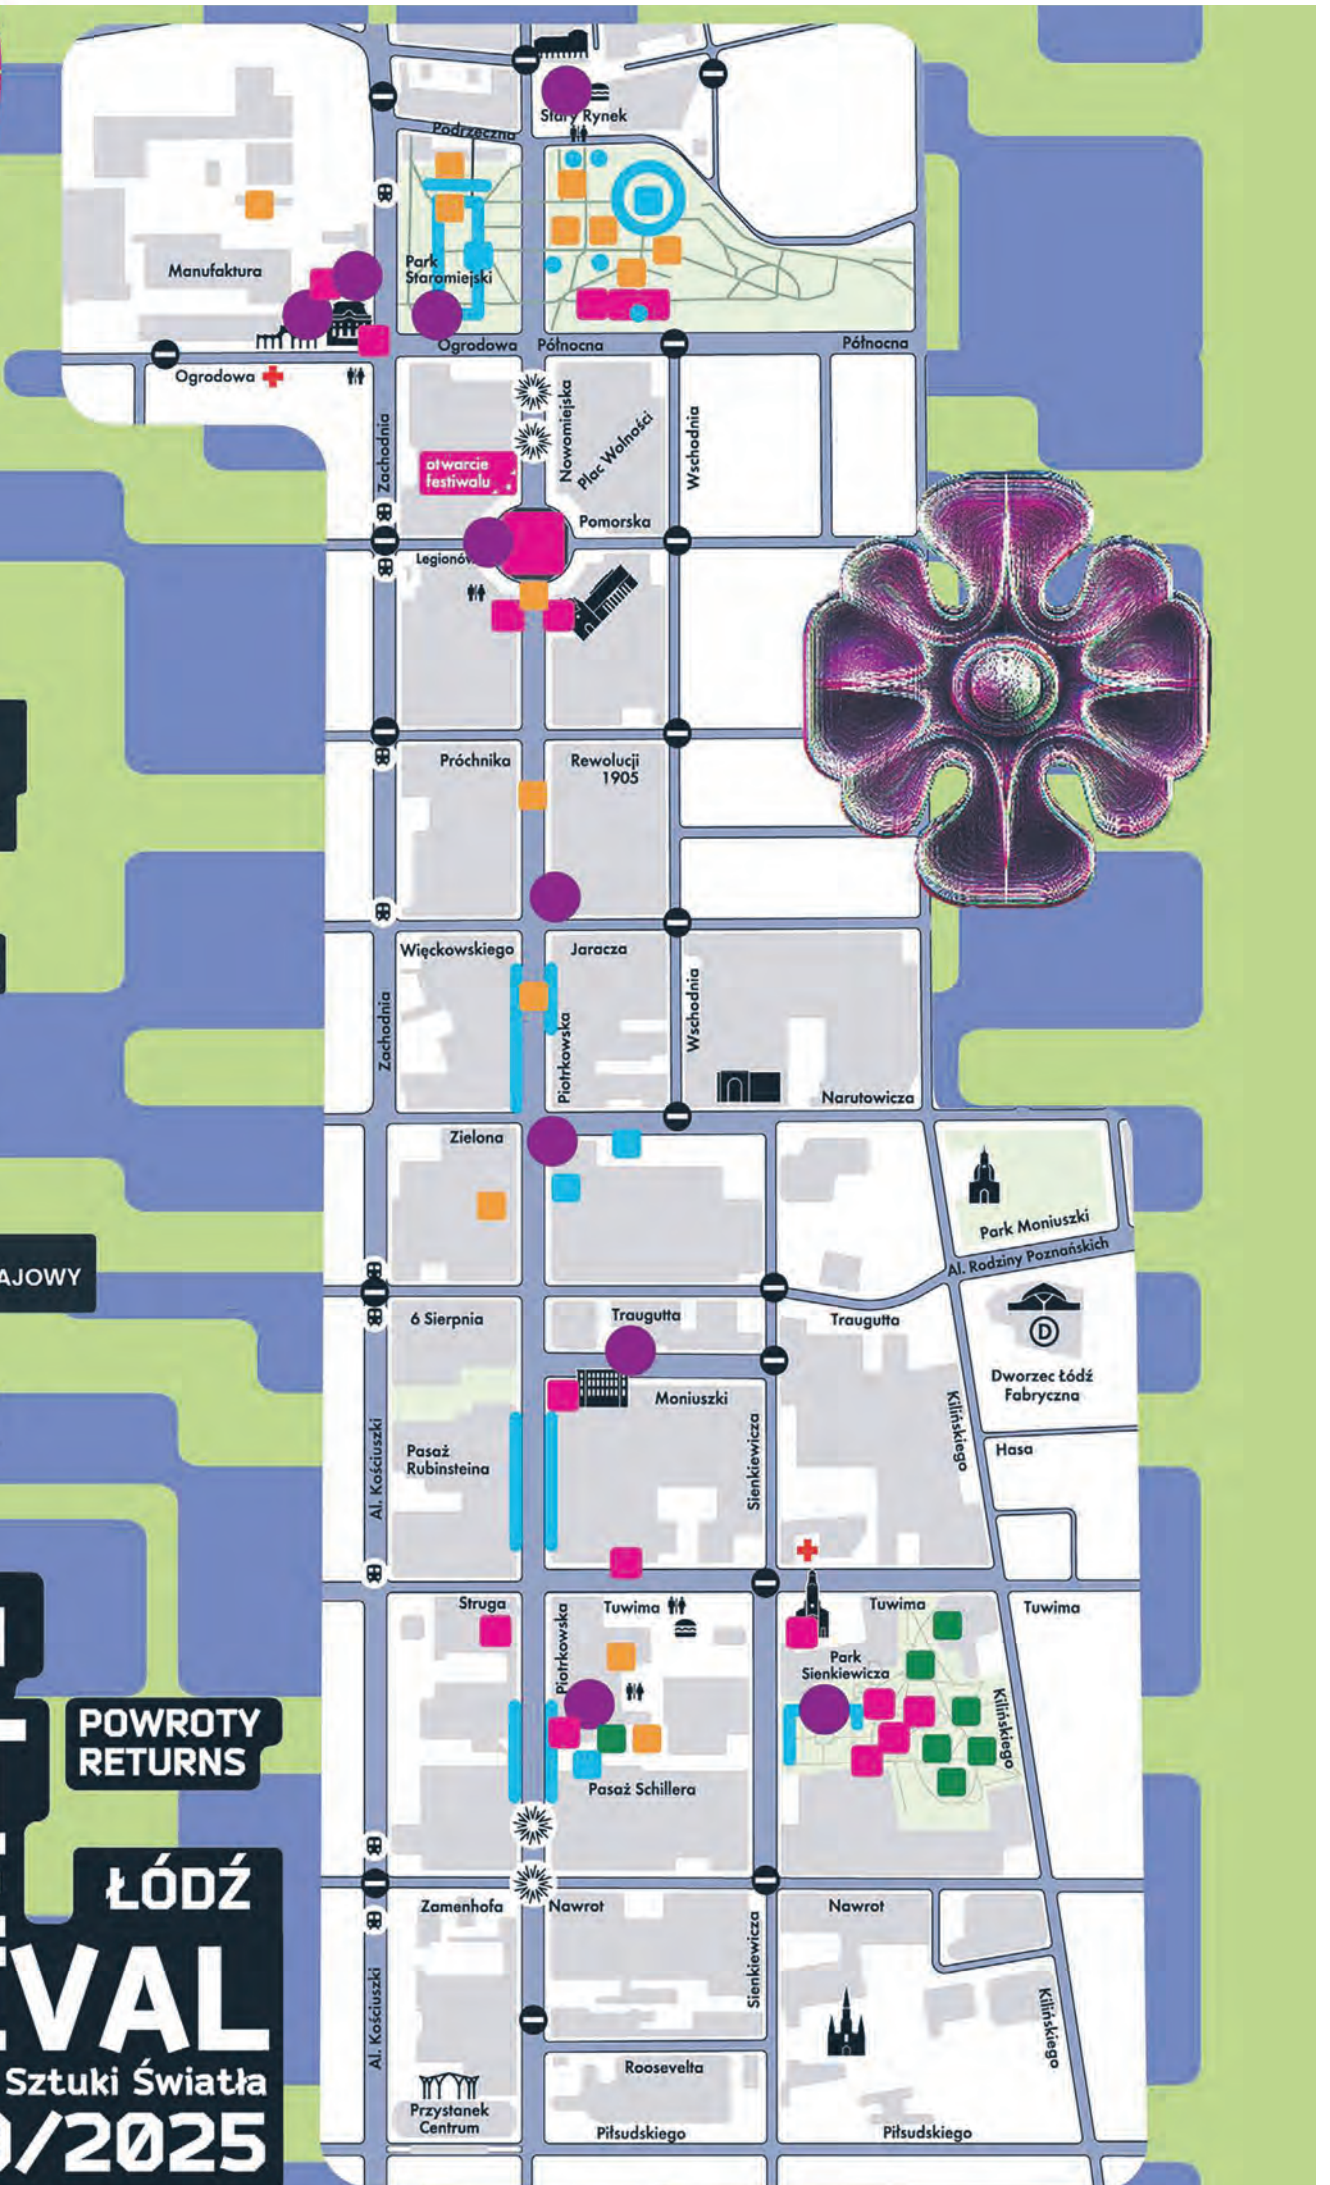 Stary Rynek
Podrzeczna
Manufaktura
Park
Staromiejski
Ogrodowa
Północna
Północna
Ogrodowa
Zachodnia
Nowomiejska
Plac Wolności
Wschodnia
otwarcie
festiwalu
Pomorska
Legionów
Próchnika
Rewolucji
1905
Więckowskiego
Jaracza
Zachodnia
Piotrkowska
Wschodnia
Narutowicza
Zielona
Park Moniuszki
Al. Rodziny Poznańskich
AJOWY
6 Sierpnia
Traugutta
Traugutta
D
Dworzec Łódź
Fabryczna
Moniuszki
Al. Kościuszki
Pasaż
Rubinsteina
Sienkiewicza
Kilińskiego
Hasa
Struga
Piotrkowska
Tuwima
Tuwima
Tuwima
Park
Sienkiewicza
Kilińskiego
POWROTY
RETURNS
Pasaż Schillera
ŁÓDŹ
Zamenhofa
Nawrot
Nawrot
Al. Kościuszki
Sienkiewicza
Kilińskiego
VAL
Sztuki Światła
/2025
Roosevelta
Przystanek
Centrum
Piłsudskiego
Piłsudskiego